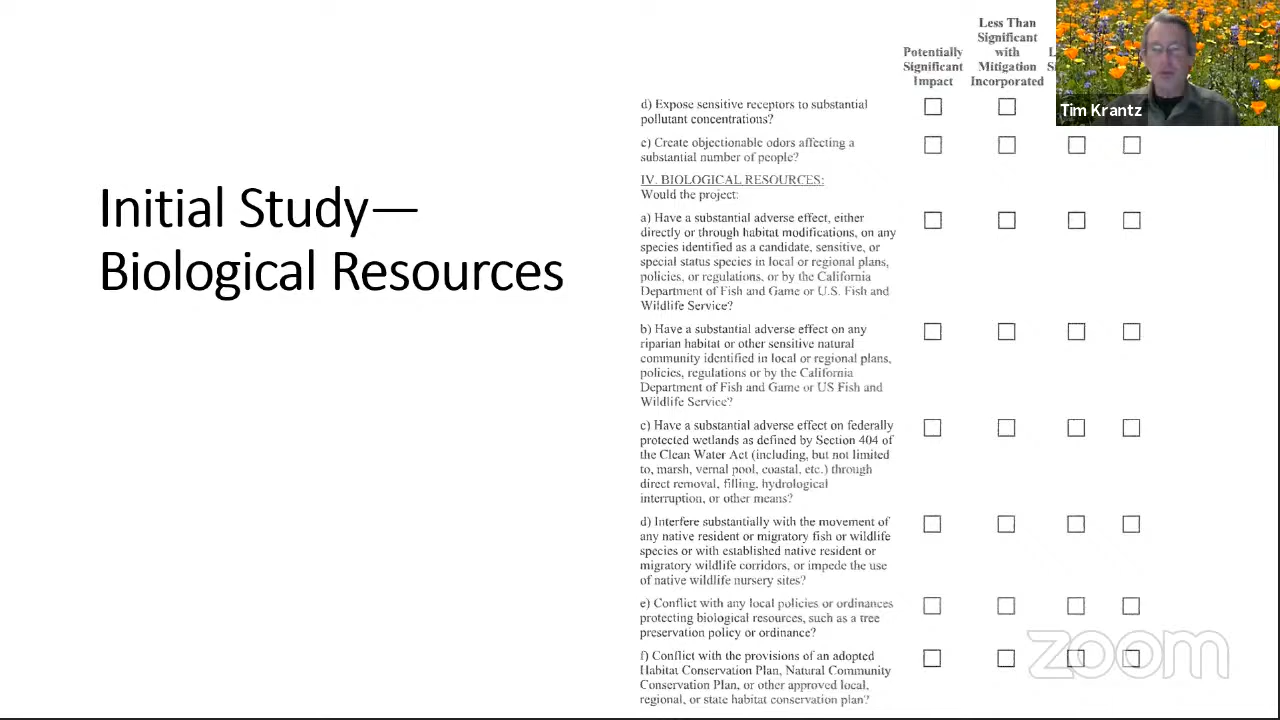 Initial Study—
Biological Resources
Potentially
Significant
Impact
Less Than
Significant
with
Mitigation
Incorporated
Tim Krantz
d) Expose sensitive receptors to substantial
pollutant concentrations?
e) Create objectionable odors affecting a
substantial number of people?
IV. BIOLOGICAL RESOURCES:
Would the project:
a) Have a substantial adverse effect, either
directly or through habitat modifications, on any
species identified as a candidate, sensitive, or
special status species in local or regional plans,
policies, or regulations, or by the California
Department of Fish and Game or U.S. Fish and
Wildlife Service?
b) Have a substantial adverse effect on any
riparian habitat or other sensitive natural
community identified in local or regional plans,
policies, regulations or by the California
Department of Fish and Game or US Fish and
Wildlife Service?
c) Have a substantial adverse effect on federally
protected wetlands as defined by Section 404 of
the Clean Water Act (including, but not limited
to, marsh, vernal pool, coastal, etc.) through
direct removal, filling, hydrological
interruption, or other means?
d) Interfere substantially with the movement of
any native resident or migratory fish or wildlife
species or with established native resident or
migratory wildlife corridors, or impede the use
of native wildlife nursery sites?
e) Conflict with any local policies or ordinances
protecting biological resources, such as a tree
preservation policy or ordinance?
f) Conflict with the provisions of an adopted
Habitat Conservation Plan, Natural Community
Conservation Plan, or other approved local,
regional, or state habitat conservation plan?
zoom